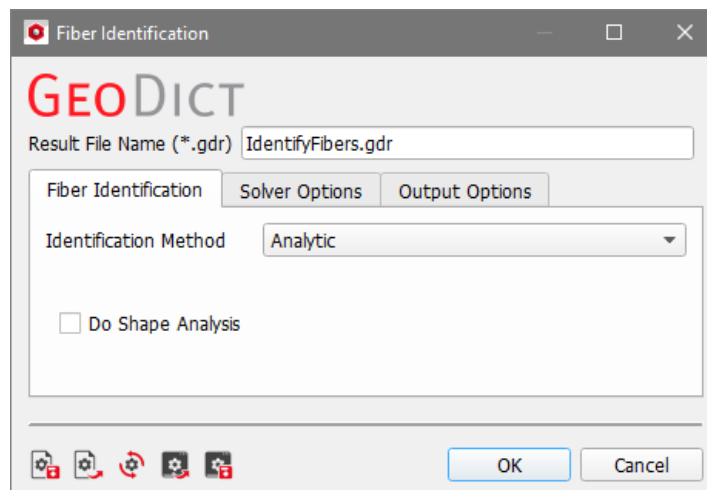 Fiber Identification
GEODICT
Result File Name (*.gdr) IdentifyFibers.gdr
Fiber Identification Solver Options Output Options
Identification Method Analytic
Do Shape Analysis
OK Cancel